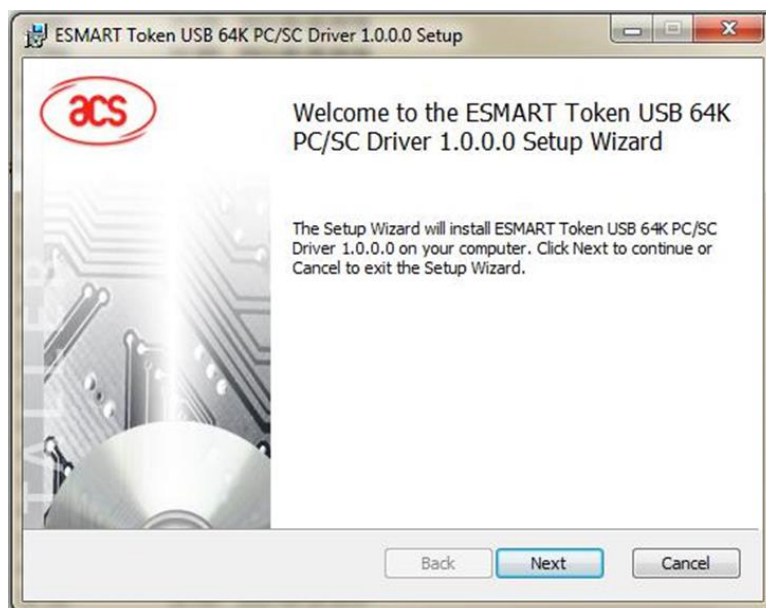 ESMART Token USB 64K PC/SC Driver 1.0.0.0 Setup
acs
Welcome to the ESMART Token USB 64K
PC/SC Driver 1.0.0.0 Setup Wizard
The Setup Wizard will install ESMART Token USB 64K PC/SC
Driver 1.0.0.0 on your computer. Click Next to continue or
Cancel to exit the Setup Wizard.
Back
Next
Cancel